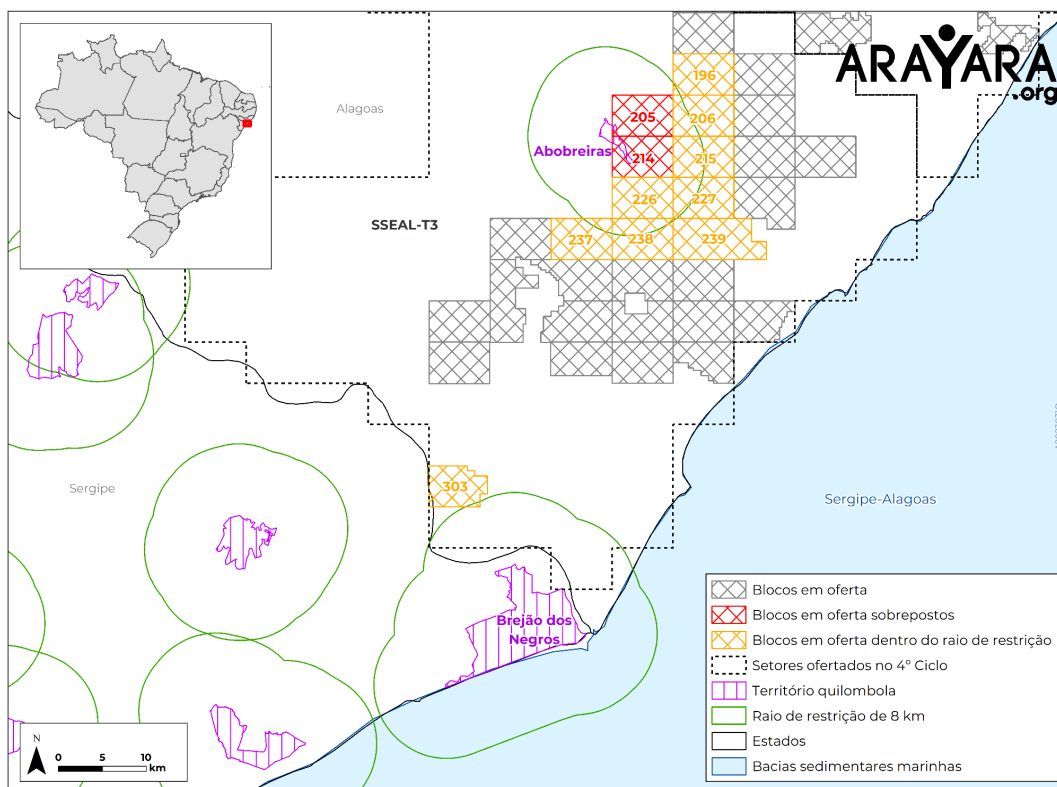 ARAYARA
.org
Alagoas
196
205
206
Abobreiras
214
215
226
227
SSEAL-T3
237
238
239
303
Sergipe
Sergipe-Alagoas
Brejão dos
Negros
Blocos em oferta
Blocos em oferta sobrepostos
Blocos em oferta dentro do raio de restrição
Setores ofertados no 4º Ciclo
Território quilombola
Raio de restrição de 8 km
Estados
Bacias sedimentares marinhas
N
0 5 10
km